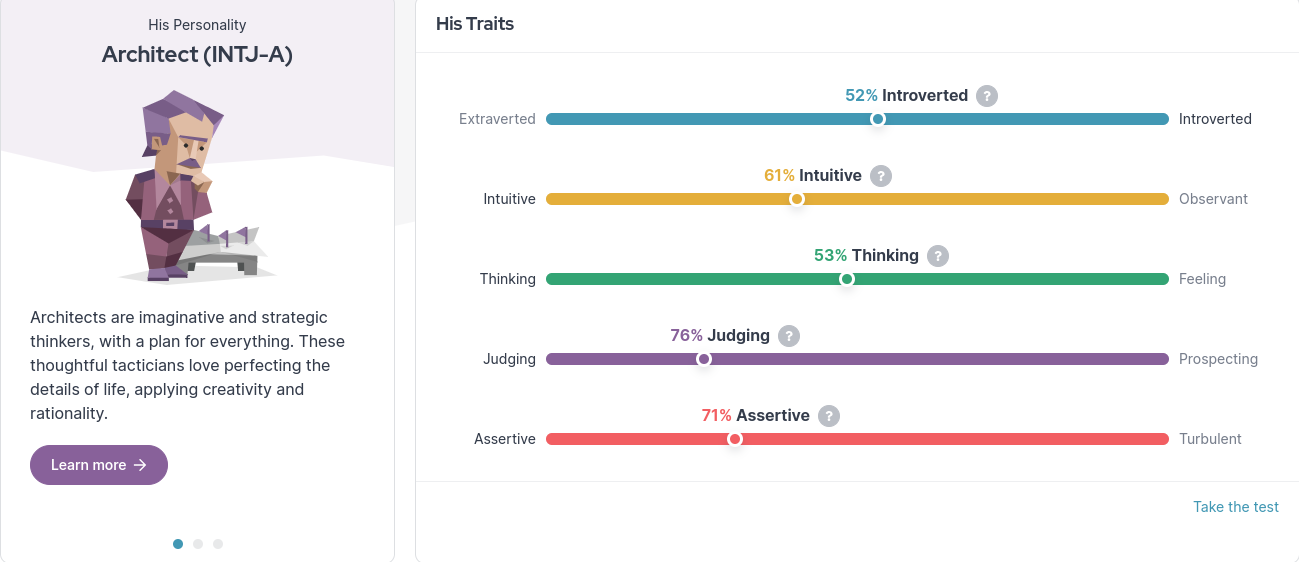 His Personality
Architect (INTJ-A)
Architects are imaginative and strategic
thinkers, with a plan for everything. These
thoughtful tacticians love perfecting the
details of life, applying creativity and
rationality.
Learn more →
His Traits
52% Introverted ?
Extraverted Introverted
61% Intuitive ?
Intuitive Observant
53% Thinking ?
Thinking Feeling
76% Judging ?
Judging Prospecting
71% Assertive ?
Assertive Turbulent
Take the test